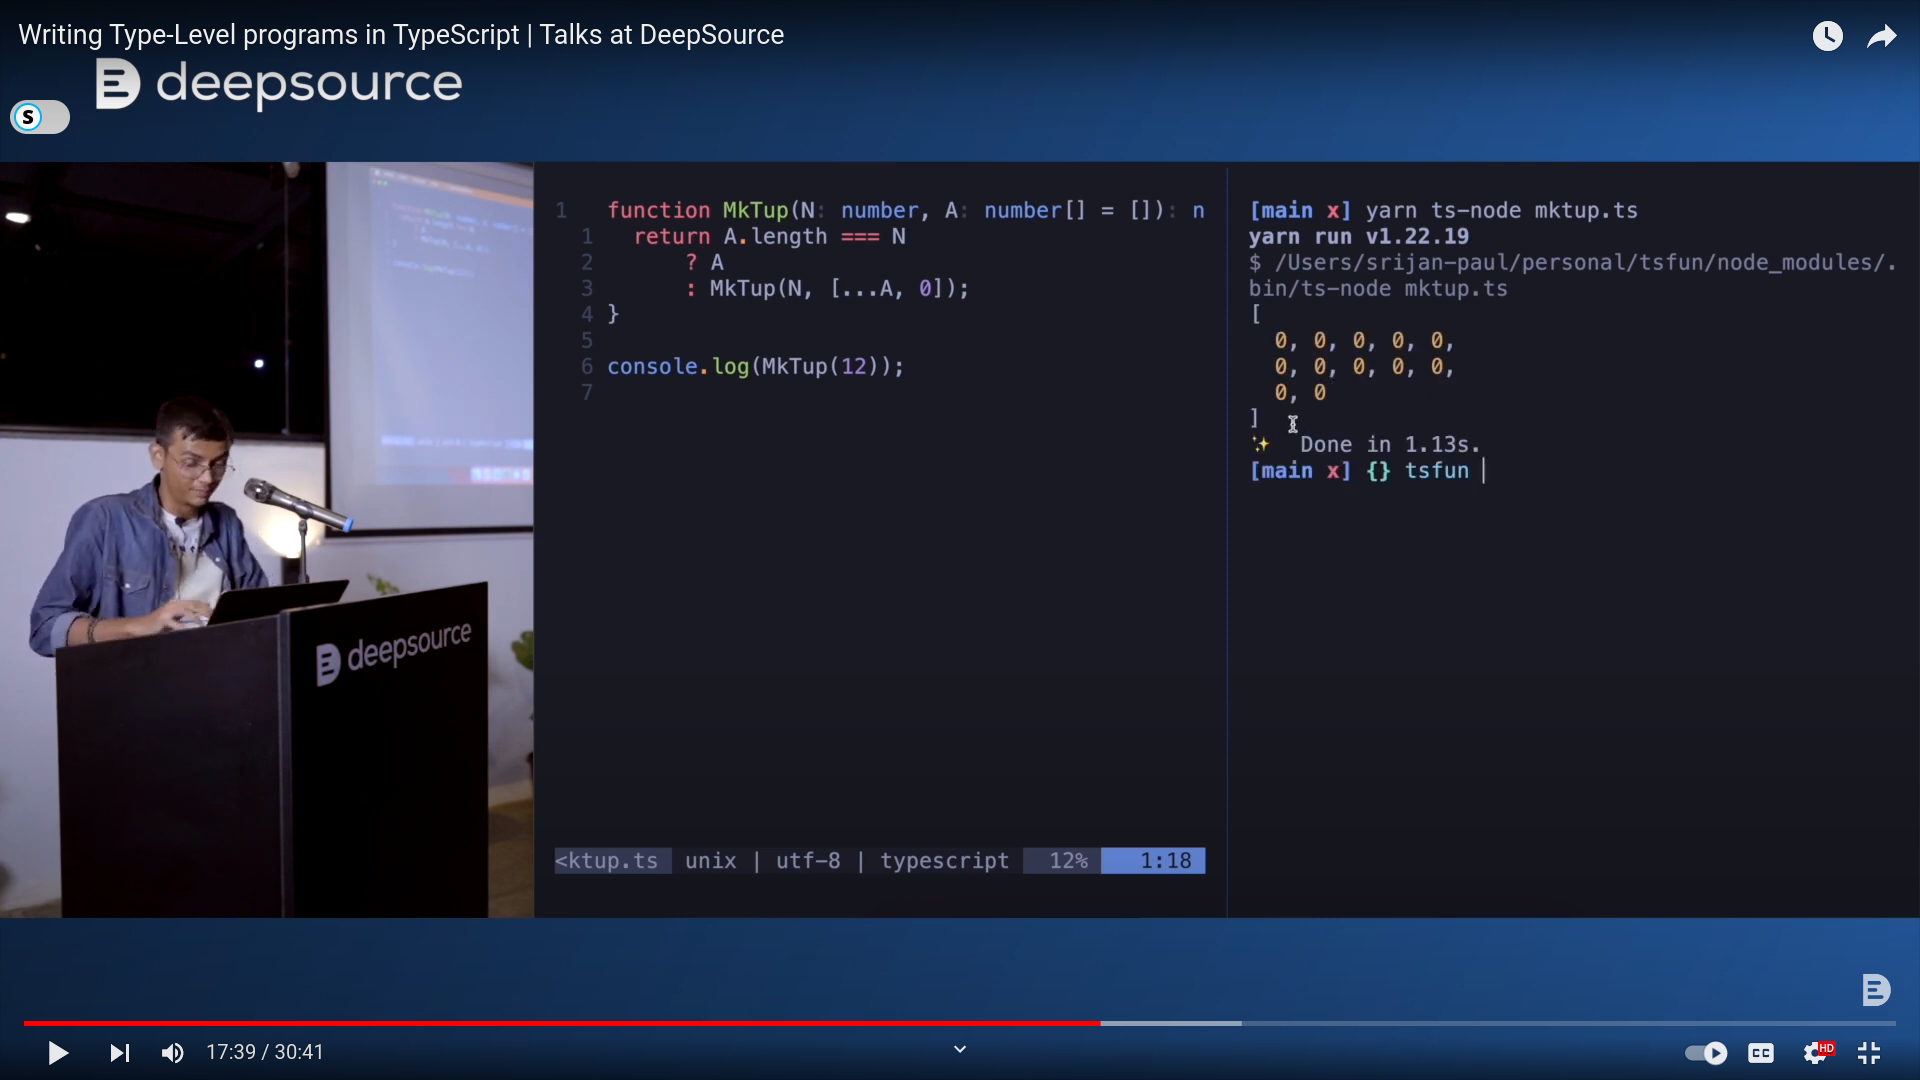 Writing Type-Level programs in TypeScript | Talks at DeepSource
deepsource
S
1 function MkTup(N: number, A: number[] = []): n
1 return A.length === N
2 ? A
3 : MkTup(N, [...A, 0]);
4 }
5
6 console.log(MkTup(12));
7
<ktup.ts unix | utf-8 | typescript 12% 1:18
[main x] yarn ts-node mktup.ts
yarn run v1.22.19
$ /Users/srijan-paul/personal/tsfun/node_modules/.
bin/ts-node mktup.ts
[
0, 0, 0, 0, 0,
0, 0, 0, 0, 0,
0, 0
]
✨ Done in 1.13s.
[main x] {} tsfun
deepsource
17:39 / 30:41
CC
HD